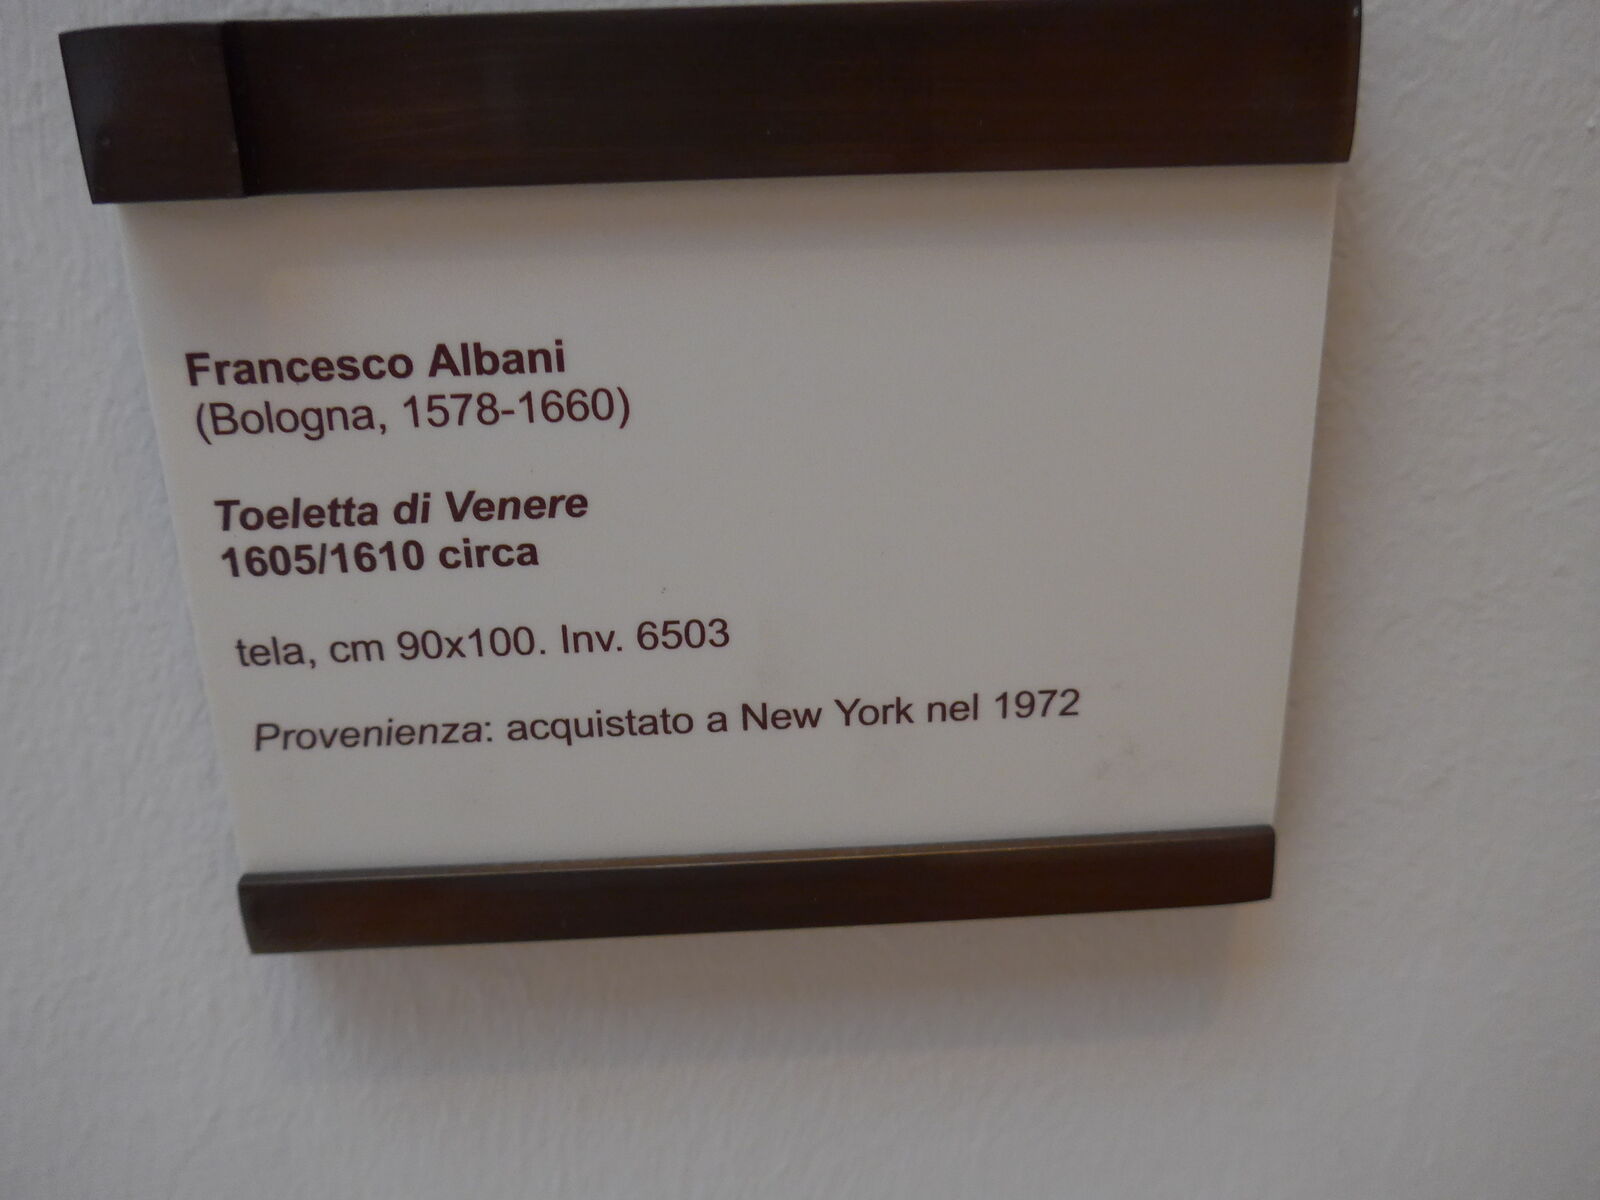 Francesco Albani
(Bologna, 1578-1660)
Toeletta di Venere
1605/1610 circa
tela, cm 90x100. Inv. 6503
Provenienza: acquistato a New York nel 1972